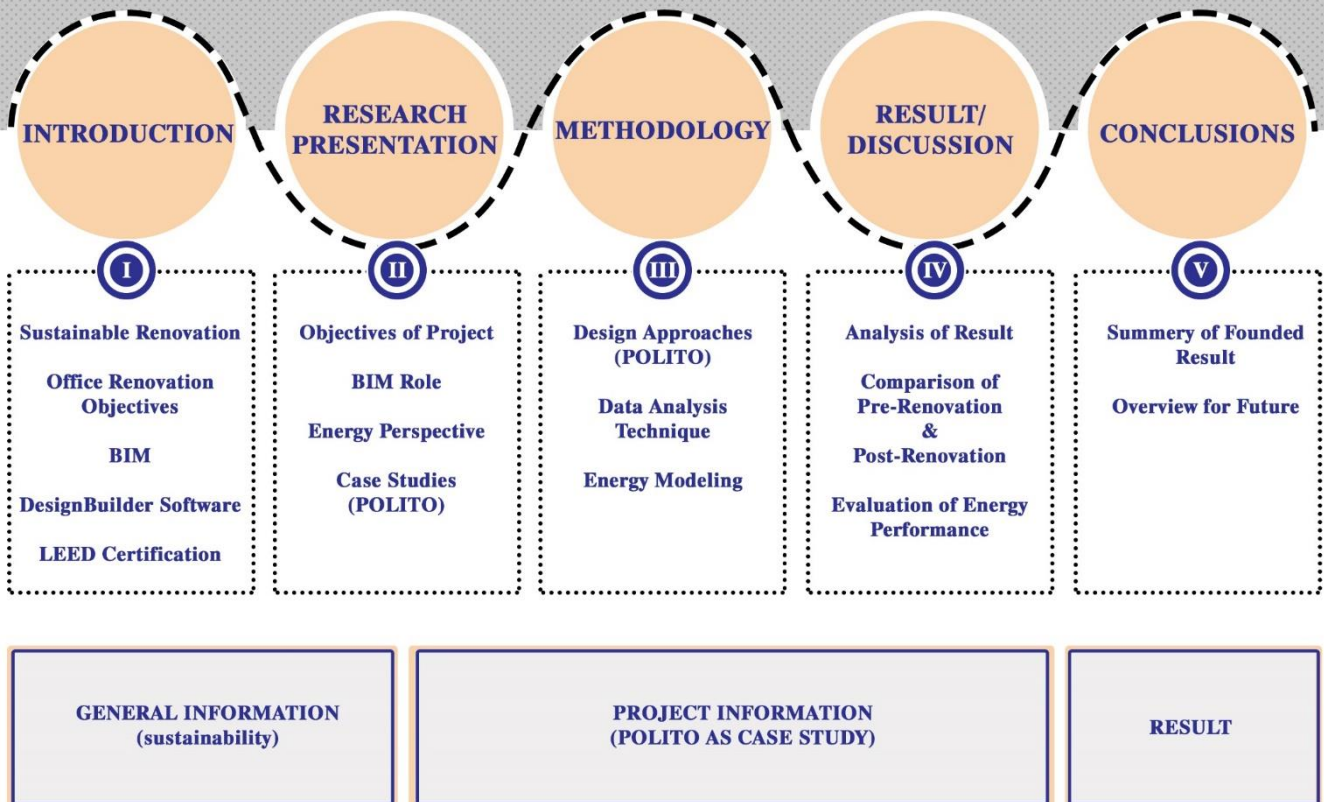 INTRODUCTION
RESEARCH
PRESENTATION
METHODOLOGY
RESULT/
DISCUSSION
CONCLUSIONS
I
Sustainable Renovation
Office Renovation
Objectives
BIM
DesignBuilder Software
LEED Certification
II
Objectives of Project
BIM Role
Energy Perspective
Case Studies
(POLITO)
III
Design Approaches
(POLITO)
Data Analysis
Technique
Energy Modeling
IV
Analysis of Result
Comparison of
Pre-Renovation
&
Post-Renovation
Evaluation of Energy
Performance
V
Summery of Founded
Result
Overview for Future
GENERAL INFORMATION
(sustainability)
PROJECT INFORMATION
(POLITO AS CASE STUDY)
RESULT